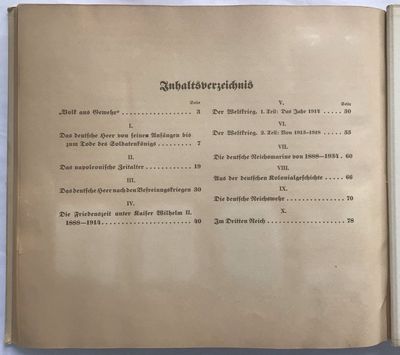 Inhaltsverzeichnis
Seite
„Volk ans Gewehr“ 3
I.
Das deutsche Heer von seinen Anfängen bis
zum Tode des Soldatenkönigs 7
II.
Das napoleonische Zeitalter 19
III.
Das deutsche Heer nach den Befreiungskriegen 30
IV.
Die Friedenszeit unter Kaiser Wilhelm II.
1888—1914 40
V.
Seite
Der Weltkrieg. 1. Teil: Das Jahr 1914 50
VI.
Der Weltkrieg. 2. Teil: Von 1915–1918 55
VII.
Die deutsche Reichsmarine von 1888—1934 60
VIII.
Aus der deutschen Kolonialgeschichte 66
IX.
Die deutsche Reichswehr 70
X.
Im Dritten Reich 78